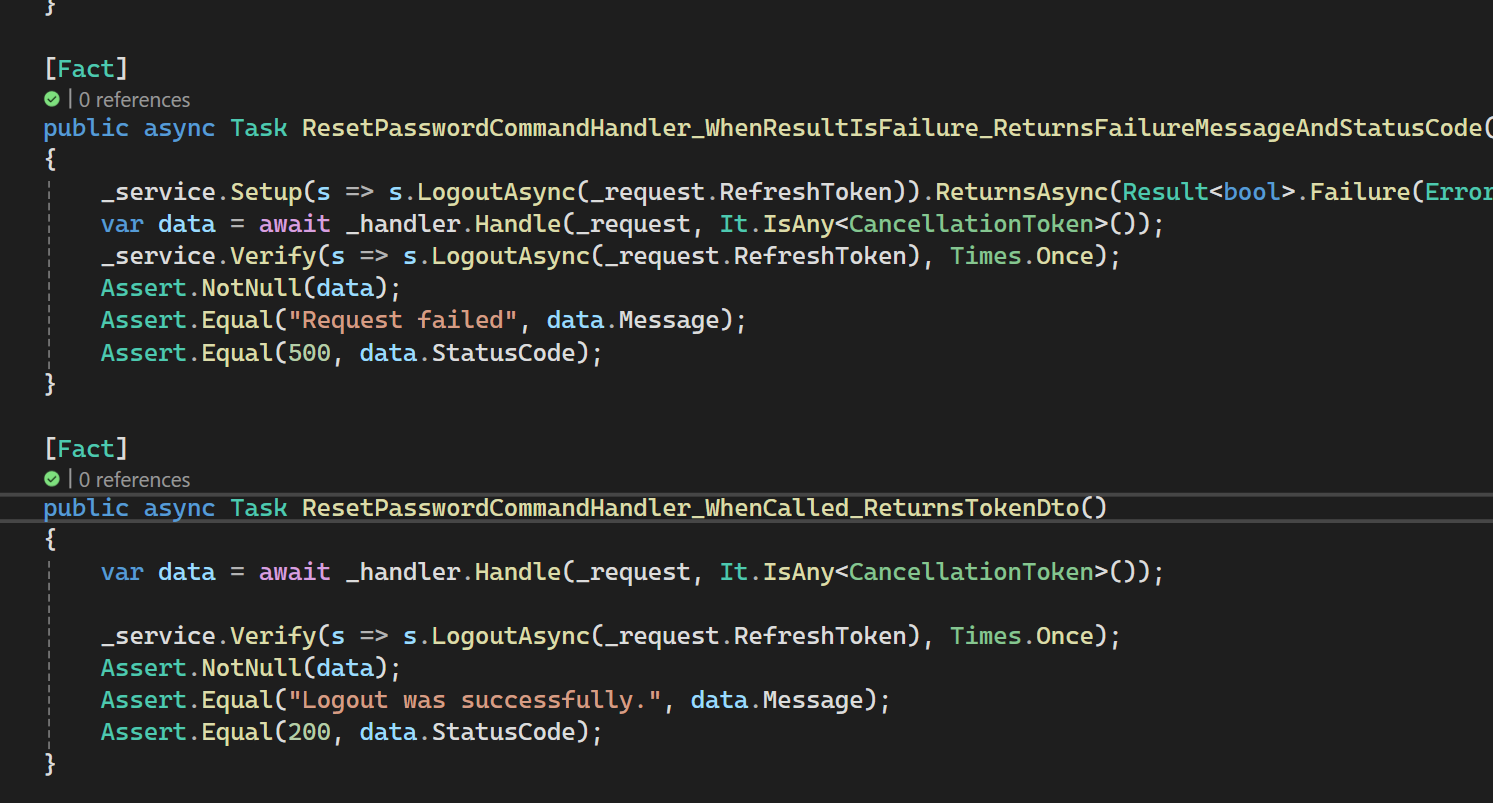 }
[Fact]
| 0 references
public async Task ResetPasswordCommandHandler_WhenResultIsFailure_ReturnsFailureMessageAndStatusCode(
{
_service.Setup(s => s.LogoutAsync(_request.RefreshToken)).ReturnsAsync(Result<bool>.Failure(Error
var data = await _handler.Handle(_request, It.IsAny<CancellationToken>());
_service.Verify(s => s.LogoutAsync(_request.RefreshToken), Times.Once);
Assert.NotNull(data);
Assert.Equal("Request failed", data.Message);
Assert.Equal(500, data.StatusCode);
}
[Fact]
| 0 references
public async Task ResetPasswordCommandHandler_WhenCalled_ReturnsTokenDto()
{
var data = await _handler.Handle(_request, It.IsAny<CancellationToken>());
_service.Verify(s => s.LogoutAsync(_request.RefreshToken), Times.Once);
Assert.NotNull(data);
Assert.Equal("Logout was successfully.", data.Message);
Assert.Equal(200, data.StatusCode);
}